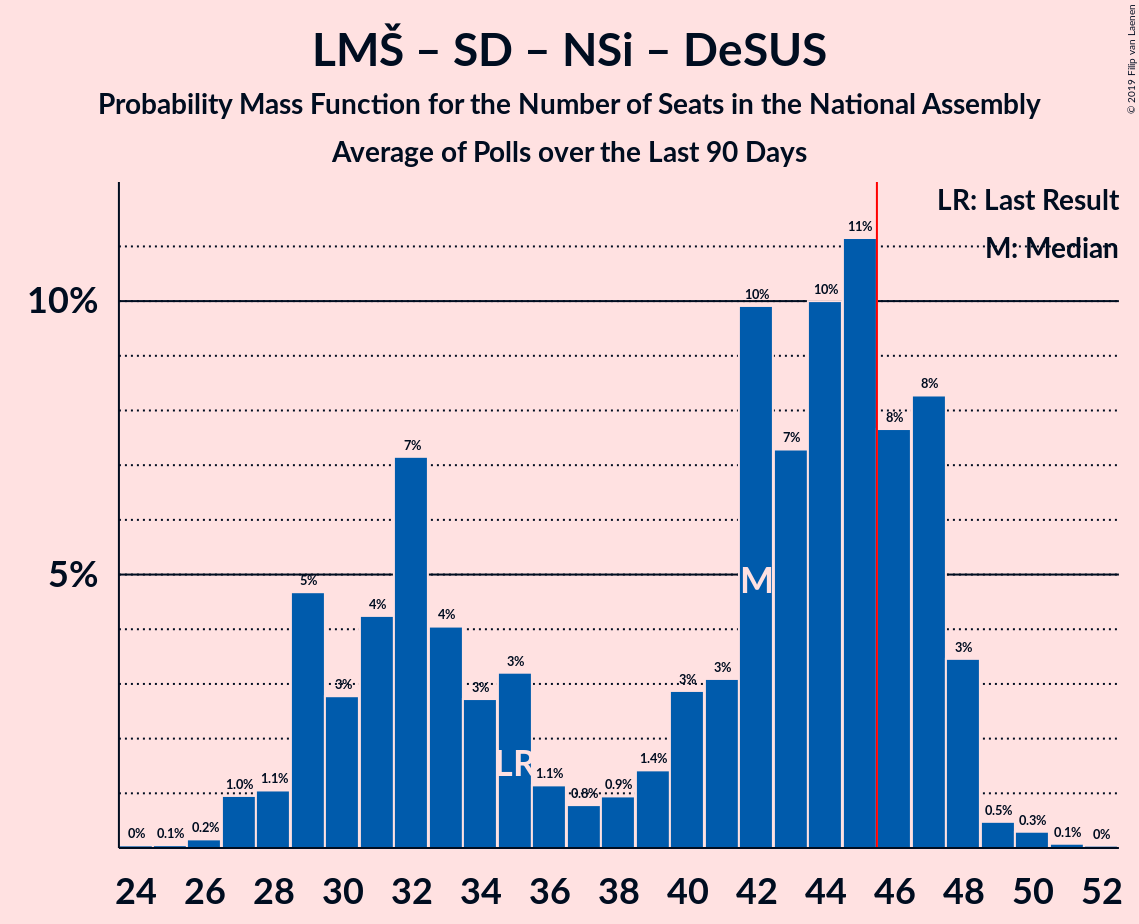 LMŠ – SD – NSi – DeSUS
Probability Mass Function for the Number of Seats in the National Assembly
Average of Polls over the Last 90 Days
© 2019 Filip van Laenen
LR: Last Result
M: Median
10%
5%
0% 0.1% 0.2% 1.0% 1.1% 5% 3% 4% 7% 4% 3% 3% 1.1% 0.8% 0.9% 1.4% 3% 3% 10% 7% 10% 11% 8% 8% 3% 0.5% 0.3% 0.1% 0%
M
LR
24 26 28 30 32 34 36 38 40 42 44 46 48 50 52